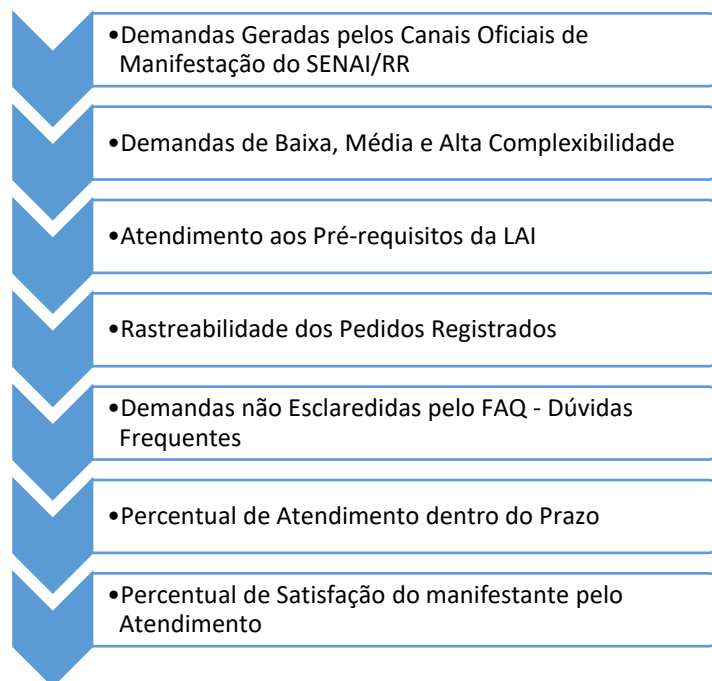 •Demandas Geradas pelos Canais Oficiais de
Manifestação do SENAI/RR
•Demandas de Baixa, Média e Alta Complexibilidade
•Atendimento aos Pré-requisitos da LAI
•Rastreabilidade dos Pedidos Registrados
•Demandas não Esclaredidas pelo FAQ - Dúvidas
Frequentes
•Percentual de Atendimento dentro do Prazo
•Percentual de Satisfação do manifestante pelo
Atendimento